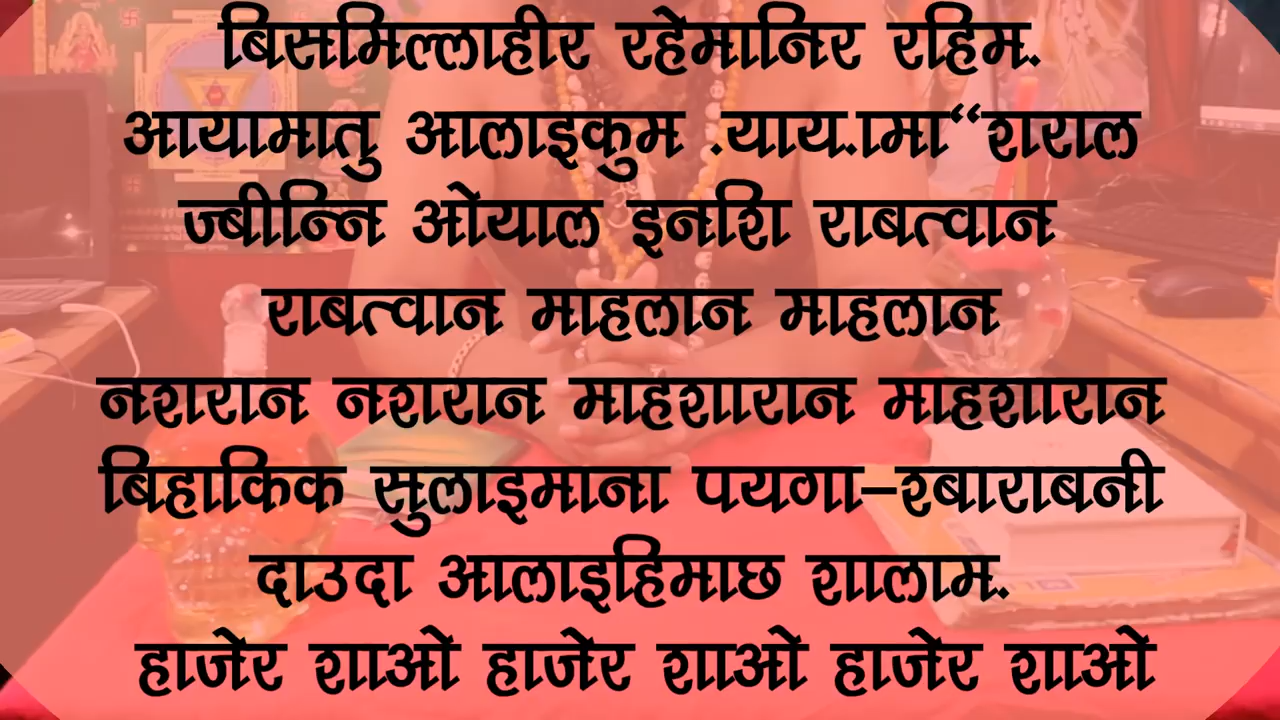 बिसमिल्लाहीर रहेमानिर रहिम.
आयामातु आलाइकुम .याय.ामा“शराल
ज्बीन्नि ओयाल इनशि राबत्वान
राबत्वान माहलान माहलान
नशरान नशरान माहशारान माहशारान
बिहाकिक सुलाइमाना पयगा–श्बाराबनी
दाउदा आलाइहिमाछ शालाम.
हाजेर शाओ हाजेर शाओ हाजेर शाओ